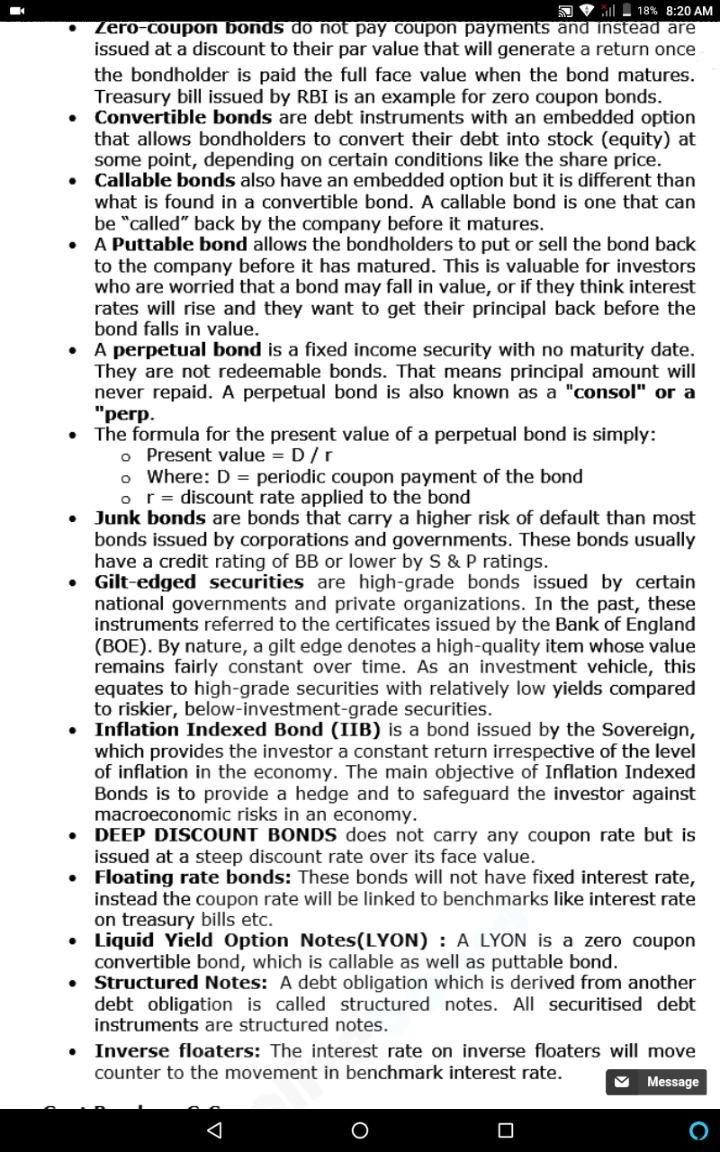 18% 8:20 AM
• Zero-coupon bonds do not pay coupon payments and instead are
issued at a discount to their par value that will generate a return once
the bondholder is paid the full face value when the bond matures.
Treasury bill issued by RBI is an example for zero coupon bonds.
• Convertible bonds are debt instruments with an embedded option
that allows bondholders to convert their debt into stock (equity) at
some point, depending on certain conditions like the share price.
• Callable bonds also have an embedded option but it is different than
what is found in a convertible bond. A callable bond is one that can
be “called” back by the company before it matures.
• A Puttable bond allows the bondholders to put or sell the bond back
to the company before it has matured. This is valuable for investors
who are worried that a bond may fall in value, or if they think interest
rates will rise and they want to get their principal back before the
bond falls in value.
• A perpetual bond is a fixed income security with no maturity date.
They are not redeemable bonds. That means principal amount will
never repaid. A perpetual bond is also known as a "consol" or a
"perp.
• The formula for the present value of a perpetual bond is simply:
o Present value = D / r
o Where: D = periodic coupon payment of the bond
o r = discount rate applied to the bond
• Junk bonds are bonds that carry a higher risk of default than most
bonds issued by corporations and governments. These bonds usually
have a credit rating of BB or lower by S & P ratings.
• Gilt-edged securities are high-grade bonds issued by certain
national governments and private organizations. In the past, these
instruments referred to the certificates issued by the Bank of England
(BOE). By nature, a gilt edge denotes a high-quality item whose value
remains fairly constant over time. As an investment vehicle, this
equates to high-grade securities with relatively low yields compared
to riskier, below-investment-grade securities.
• Inflation Indexed Bond (IIB) is a bond issued by the Sovereign,
which provides the investor a constant return irrespective of the level
of inflation in the economy. The main objective of Inflation Indexed
Bonds is to provide a hedge and to safeguard the investor against
macroeconomic risks in an economy.
• DEEP DISCOUNT BONDS does not carry any coupon rate but is
issued at a steep discount rate over its face value.
• Floating rate bonds: These bonds will not have fixed interest rate,
instead the coupon rate will be linked to benchmarks like interest rate
on treasury bills etc.
• Liquid Yield Option Notes(LYON) : A LYON is a zero coupon
convertible bond, which is callable as well as puttable bond.
• Structured Notes: A debt obligation which is derived from another
debt obligation is called structured notes. All securitised debt
instruments are structured notes.
• Inverse floaters: The interest rate on inverse floaters will move
counter to the movement in benchmark interest rate.
Message